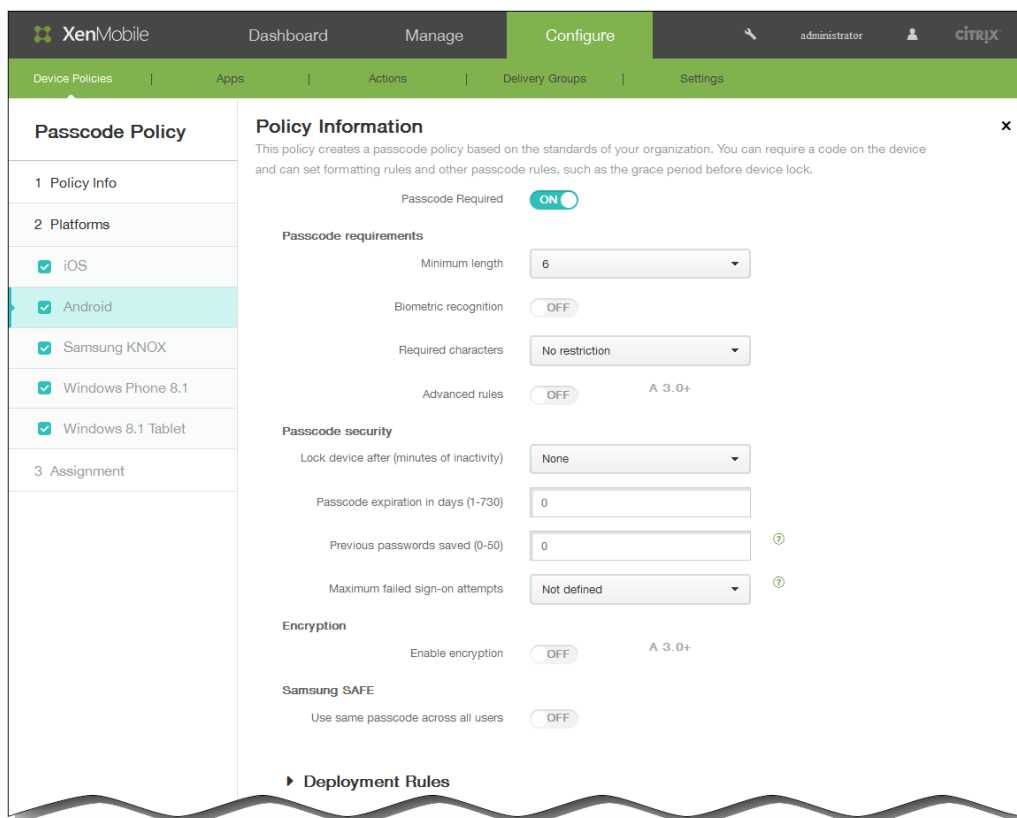 XenMobile Dashboard Manage Configure administrator CİTRIX
Device Policies | Apps | Actions | Delivery Groups | Settings
Passcode Policy
1 Policy Info
2 Platforms
iOS
Android
Samsung KNOX
Windows Phone 8.1
Windows 8.1 Tablet
3 Assignment
Policy Information
x
This policy creates a passcode policy based on the standards of your organization. You can require a code on the device
and can set formatting rules and other passcode rules, such as the grace period before device lock.
Passcode Required ON
Passcode requirements
Minimum length 6
Biometric recognition OFF
Required characters No restriction
Advanced rules OFF A 3.0+
Passcode security
Lock device after (minutes of inactivity) None
Passcode expiration in days (1-730) 0
Previous passwords saved (0-50) 0 ?
Maximum failed sign-on attempts Not defined ?
Encryption
Enable encryption OFF A 3.0+
Samsung SAFE
Use same passcode across all users OFF
Deployment Rules